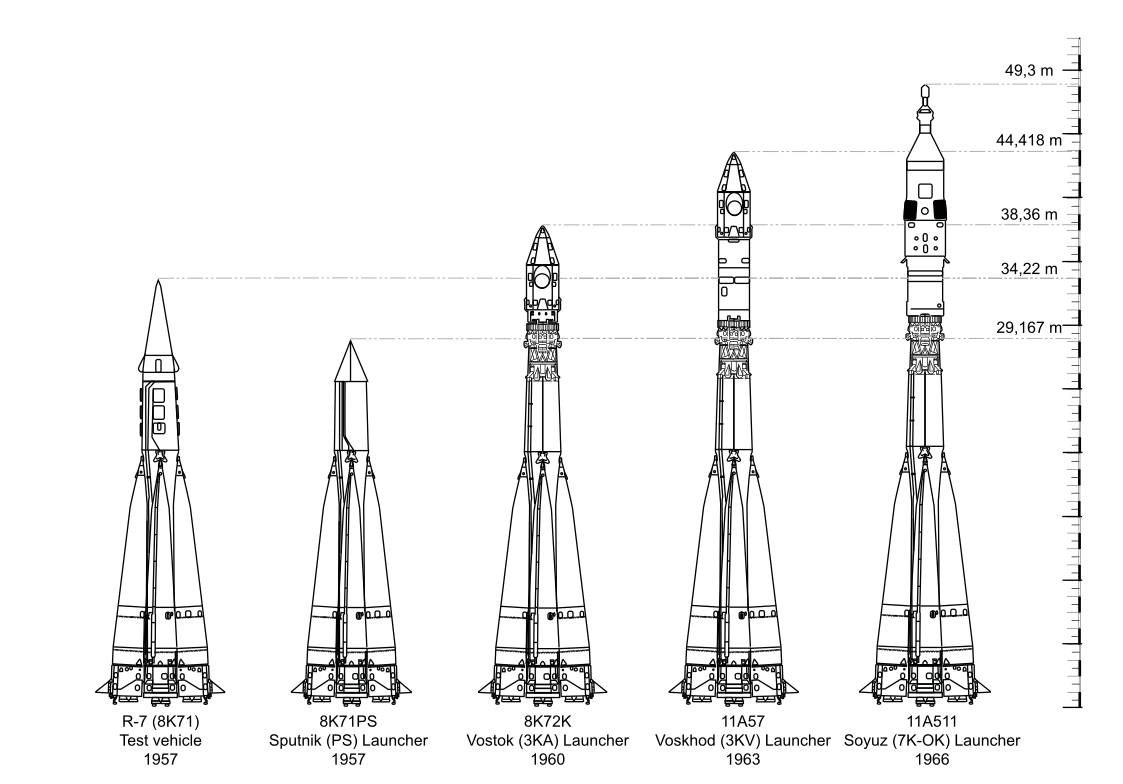 49,3 m
44,418 m
38,36 m
34,22 m
29,167 m
R-7 (8K71)
Test vehicle
1957
8K71PS
Sputnik (PS) Launcher
1957
8K72K
Vostok (3KA) Launcher
1960
11A57
Voskhod (3KV) Launcher
1963
11A511
Soyuz (7K-OK) Launcher
1966